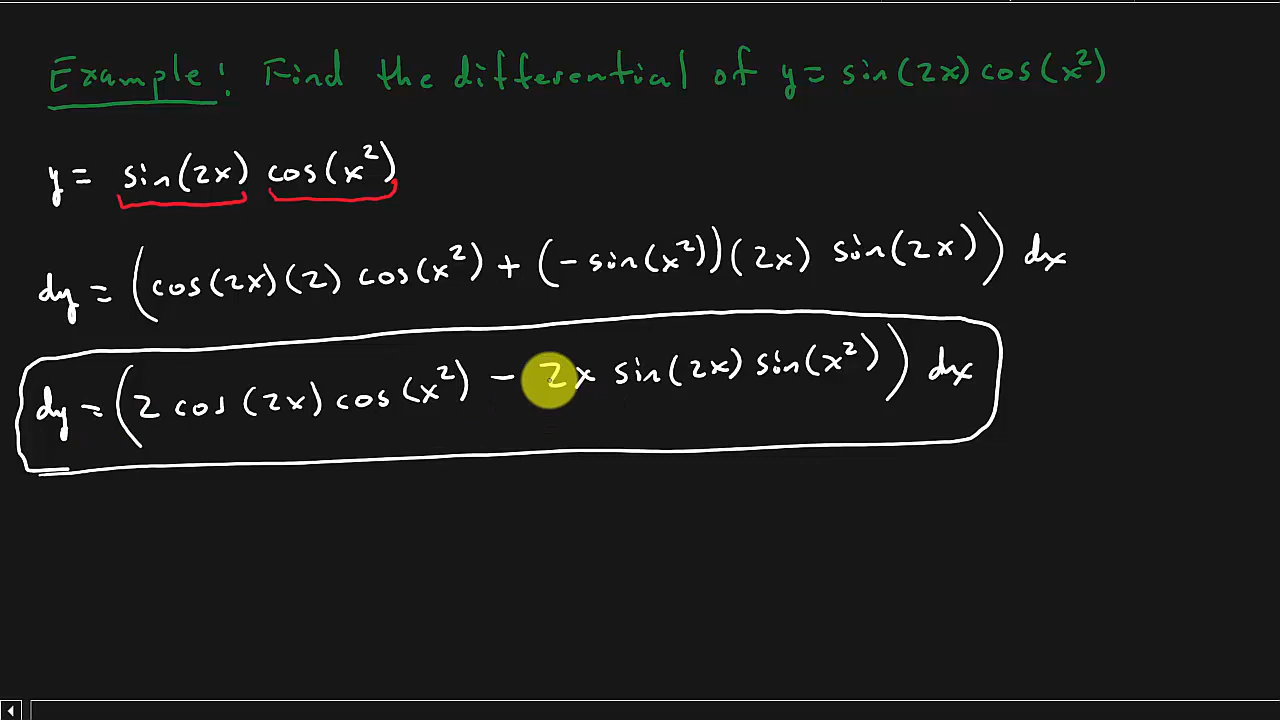 Example: Find the differential of y = sin(2x) cos(x²)
y = sin(2x) cos(x²)
dy = (cos(2x)(2) cos(x²) + (-sin(x²))(2x) sin(2x)) dx
dy = (2 cos(2x) cos(x²) - 2x sin(2x) sin(x²)) dx